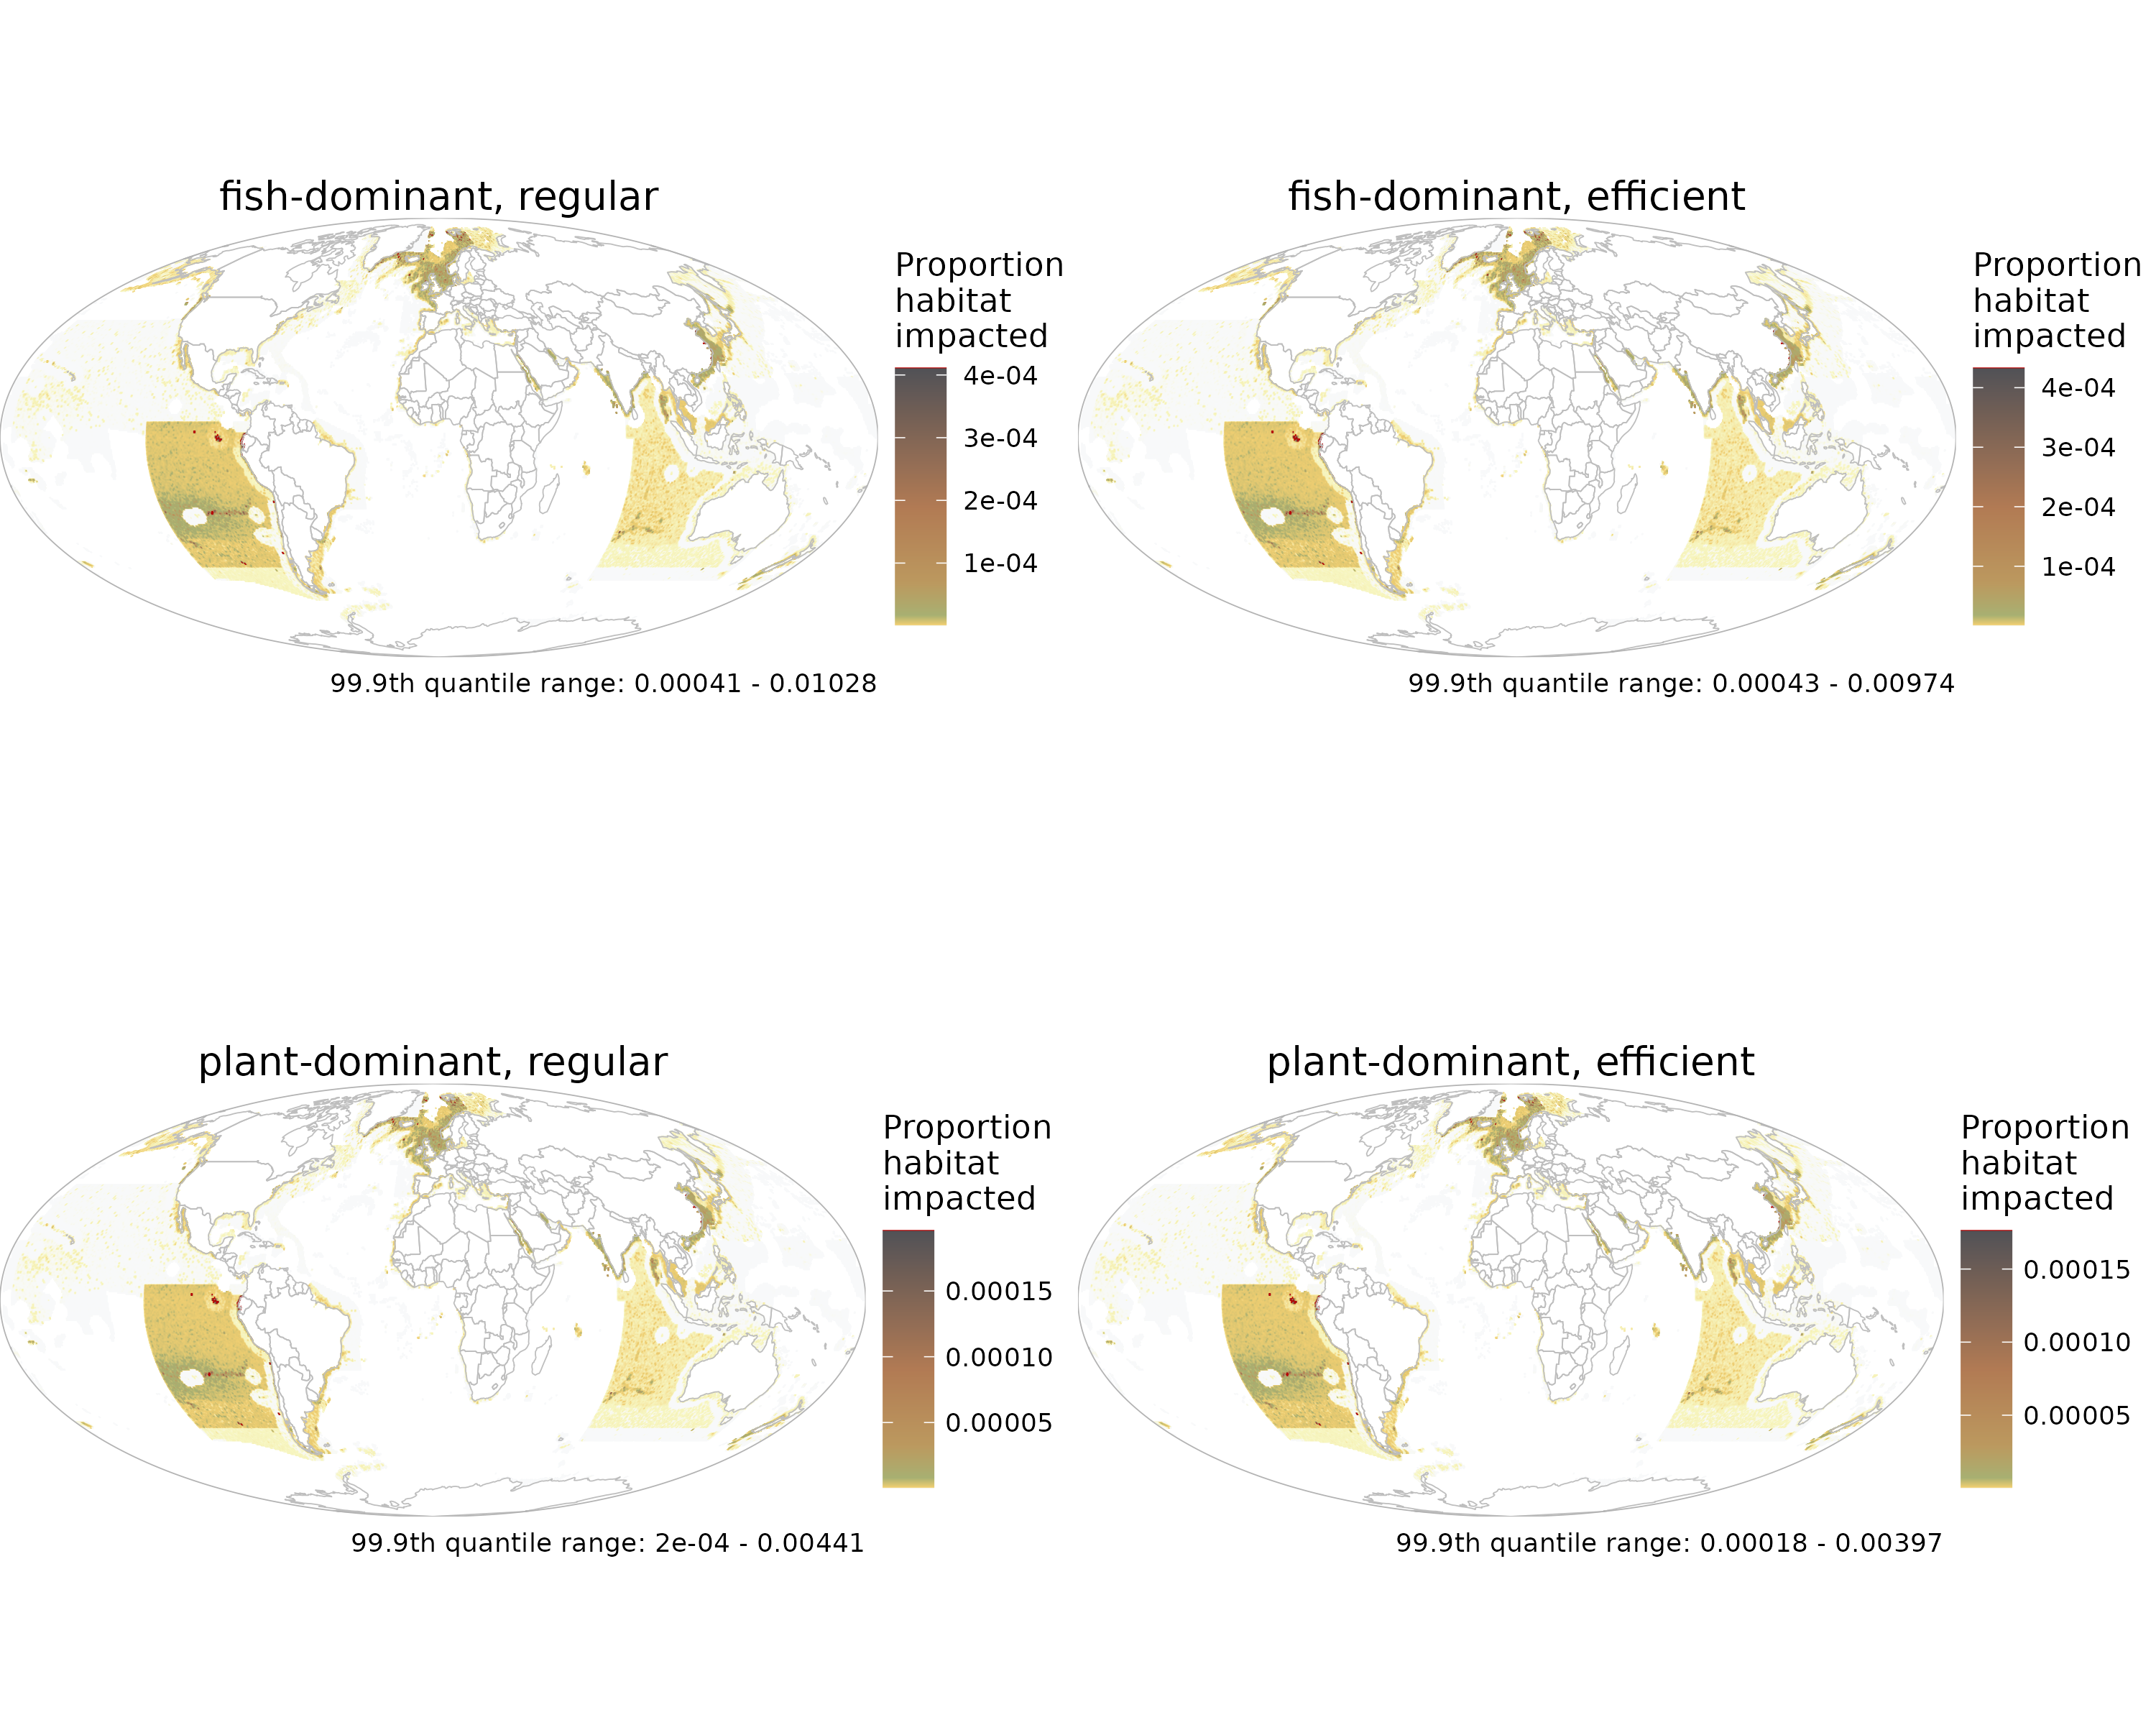 fish-dominant, regular
Proportion
habitat
impacted
4e-04
3e-04
2e-04
1e-04
99.9th quantile range: 0.00041 - 0.01028
fish-dominant, efficient
Proportion
habitat
impacted
4e-04
3e-04
2e-04
1e-04
99.9th quantile range: 0.00043 - 0.00974
plant-dominant, regular
Proportion
habitat
impacted
0.00015
0.00010
0.00005
99.9th quantile range: 2e-04 - 0.00441
plant-dominant, efficient
Proportion
habitat
impacted
0.00015
0.00010
0.00005
99.9th quantile range: 0.00018 - 0.00397